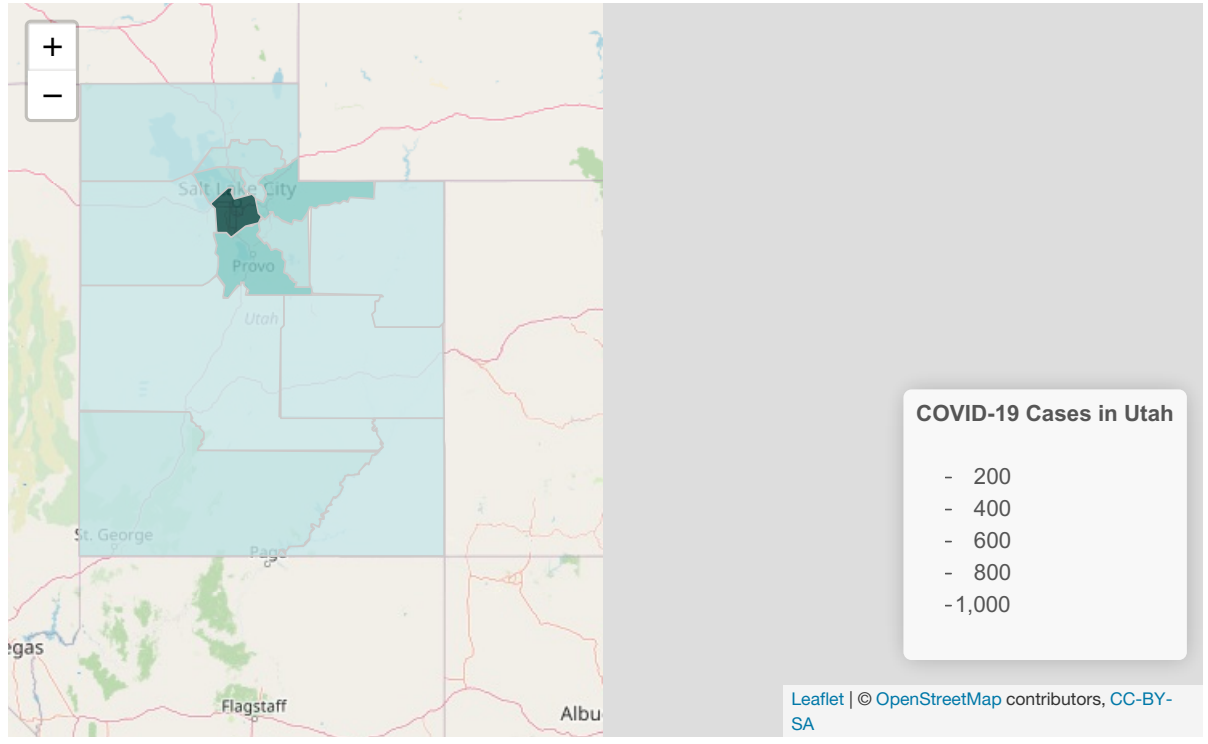 +
−
Salt Lake City
Provo
Utah
St. George
Page
egas
Flagstaff
Albu
COVID-19 Cases in Utah
- 200
- 400
- 600
- 800
-1,000
Leaflet | © OpenStreetMap contributors, CC-BY-
SA